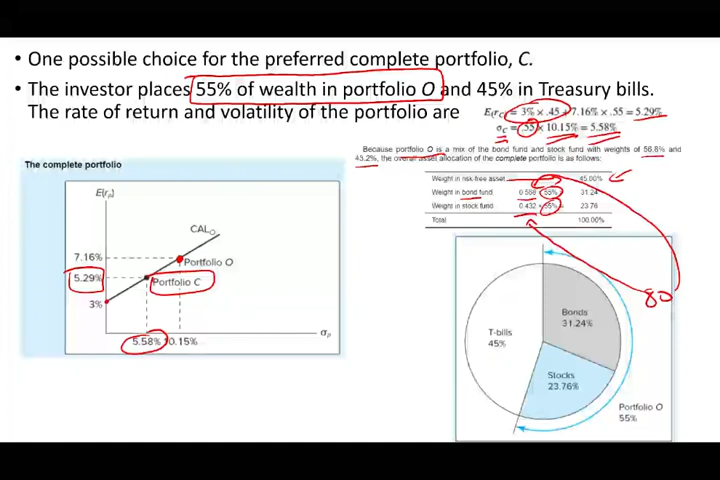 • One possible choice for the preferred complete portfolio, C.
• The investor places 55% of wealth in portfolio O and 45% in Treasury bills.
The rate of return and volatility of the portfolio are
E(rC) = 3% × .45 + 7.16% × .55 = 5.29%
σC = .55 × 10.15% = 5.58%
Because portfolio O is a mix of the bond fund and stock fund with weights of 56.8% and
43.2%, the overall asset allocation of the complete portfolio is as follows:
Weight in risk-free asset 45.00%
Weight in bond fund 0.568 × 55% = 31.24
Weight in stock fund 0.432 × 55% = 23.76
Total 100.00%
80
The complete portfolio
E(rp)
CALO
7.16%
Portfolio O
5.29%
Portfolio C
3%
σp
5.58% 10.15%
Bonds
31.24%
T-bills
45%
Stocks
23.76%
Portfolio O
55%